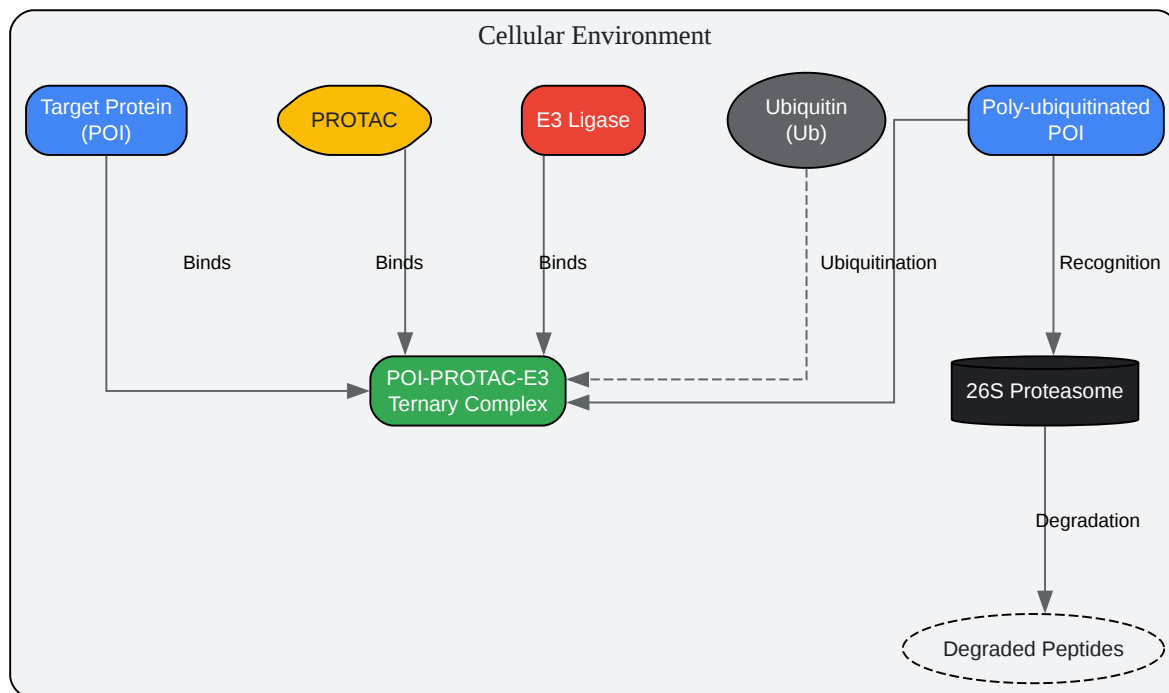 Cellular Environment
Target Protein
(POI)
PROTAC
E3 Ligase
Ubiquitin
(Ub)
Poly-ubiquitinated
POI
Binds
Binds
Binds
Ubiquitination
Recognition
POI-PROTAC-E3
Ternary Complex
26S Proteasome
Degradation
Degraded Peptides